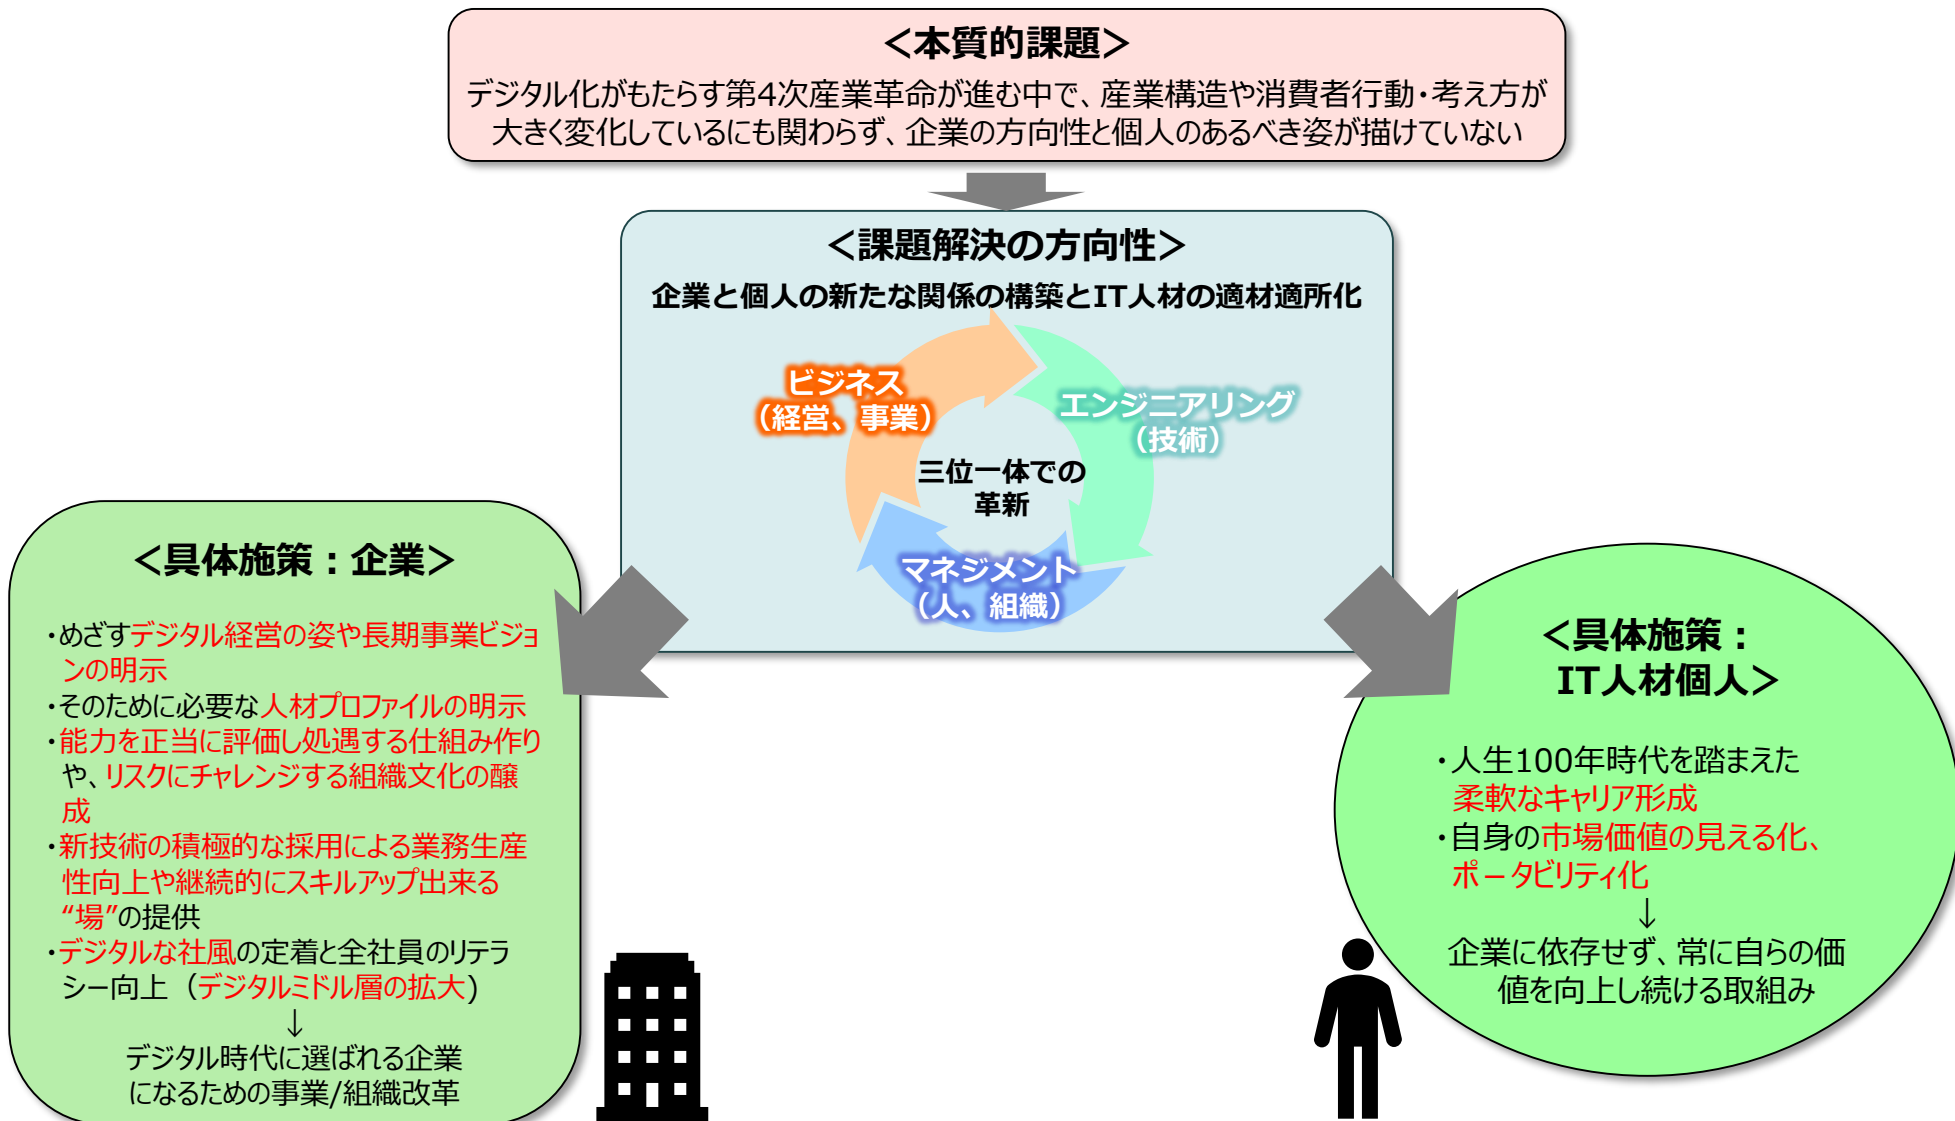 ＜本質的課題＞
デジタル化がもたらす第4次産業革命が進む中で、産業構造や消費者行動・考え方が
大きく変化しているにも関わらず、企業の方向性と個人のあるべき姿が描けていない
＜課題解決の方向性＞
企業と個人の新たな関係の構築とIT人材の適材適所化
ビジネス
（経営、事業）
エンジニアリング
（技術）
三位一体での
革新
マネジメント
（人、組織）
＜具体施策：企業＞
・めざすデジタル経営の姿や長期事業ビジョ
ンの明示
・そのために必要な人材プロファイルの明示
・能力を正当に評価し処遇する仕組み作り
や、リスクにチャレンジする組織文化の醸
成
・新技術の積極的な採用による業務生産
性向上や継続的にスキルアップ出来る
“場”の提供
・デジタルな社風の定着と全社員のリテラ
シー向上（デジタルミドル層の拡大)
↓
デジタル時代に選ばれる企業
になるための事業/組織改革
＜具体施策：
IT人材個人＞
・人生100年時代を踏まえた
柔軟なキャリア形成
・自身の市場価値の見える化、
ポ－タビリティ化
↓
企業に依存せず、常に自らの価
値を向上し続ける取組み